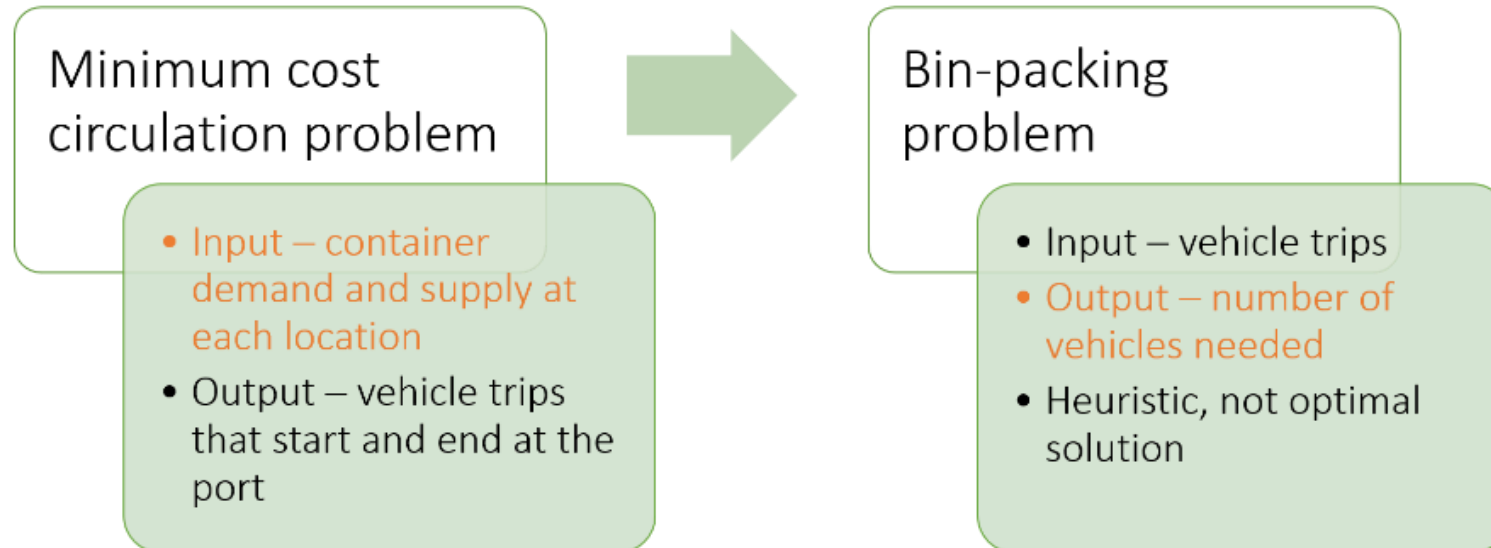 Minimum cost
circulation problem
• Input – container
demand and supply at
each location
• Output – vehicle trips
that start and end at the
port
Bin-packing
problem
• Input – vehicle trips
• Output – number of
vehicles needed
• Heuristic, not optimal
solution